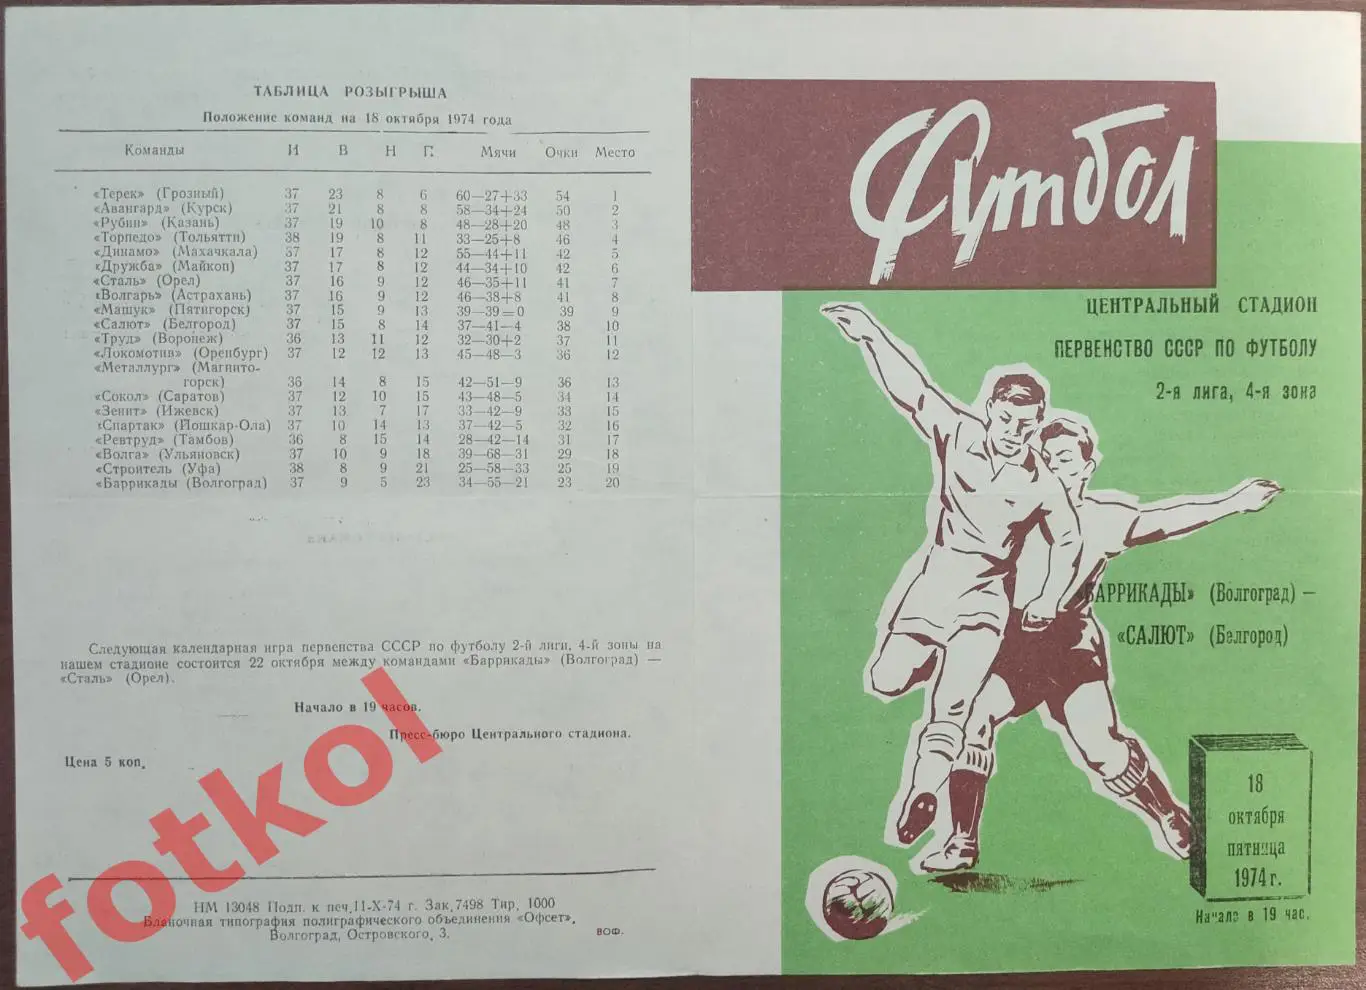 ТАБЛИЦА РОЗЫГРЫША
Положение команд на 18 октября 1974 года
Команды И В Н П Мячи Очки Место
«Терек» (Грозный) 37 23 8 6 60—27+33 54 1
«Авангард» (Курск) 37 21 8 8 58—34+24 50 2
«Рубин» (Казань) 37 19 10 8 48—28+20 48 3
«Торпедо» (Тольятти) 38 19 8 11 33—25+8 46 4
«Динамо» (Махачкала) 37 17 8 12 55—44+11 42 5
«Дружба» (Майкоп) 37 17 8 12 44—34+10 42 6
«Сталь» (Орел) 37 16 9 12 46—35+11 41 7
«Волгарь» (Астрахань) 37 16 9 12 46—38+8 41 8
«Машук» (Пятигорск) 37 15 9 13 39—39=0 39 9
«Салют» (Белгород) 37 15 8 14 37—41—4 38 10
«Труд» (Воронеж) 36 13 11 12 32—30+2 37 11
«Локомотив» (Оренбург) 37 12 12 13 45—48—3 36 12
«Металлург» (Магнито-
горск) 36 14 8 15 42—51—9 36 13
«Сокол» (Саратов) 37 12 10 15 43—48—5 34 14
«Зенит» (Ижевск) 37 13 7 17 33—42—9 33 15
«Спартак» (Йошкар-Ола) 37 10 14 13 37—42—5 32 16
«Ревтруд» (Тамбов) 36 8 15 14 28—42—14 31 17
«Волга» (Ульяновск) 37 10 9 18 39—68—31 29 18
«Строитель (Уфа) 38 8 9 21 25—58—33 25 19
«Баррикады (Волгоград) 37 9 5 23 34—55—21 23 20
Следующая календарная игра первенства СССР по футболу 2-й лиги, 4-й зоны на
нашем стадионе состоится 22 октября между командами «Баррикады» (Волгоград) —
«Сталь» (Орел).
Начало в 19 часов.
Пресс-бюро Центрального стадиона.
Цена 5 коп.
НМ 13048 Подп. к печ. 11-X-74 г. Зак. 7498 Тир. 1000
Бланочная типография полиграфического объединения «Офсет».
Волгоград, Островского, 3. ВОФ.
fotkol
Футбол
ЦЕНТРАЛЬНЫЙ СТАДИОН
ПЕРВЕНСТВО СССР ПО ФУТБОЛУ
2-я лига, 4-я зона
«БАРРИКАДЫ» (Волгоград) —
«САЛЮТ» (Белгород)
18
октября
пятница
1974 г.
Начало в 19 час.